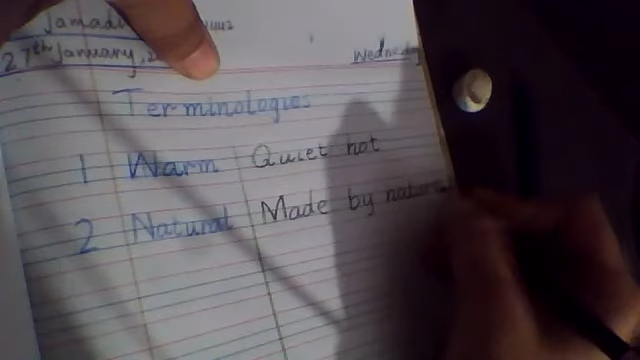 27th January,
Terminologies
1 Warm Quiet hot
2 Natural Made by nature